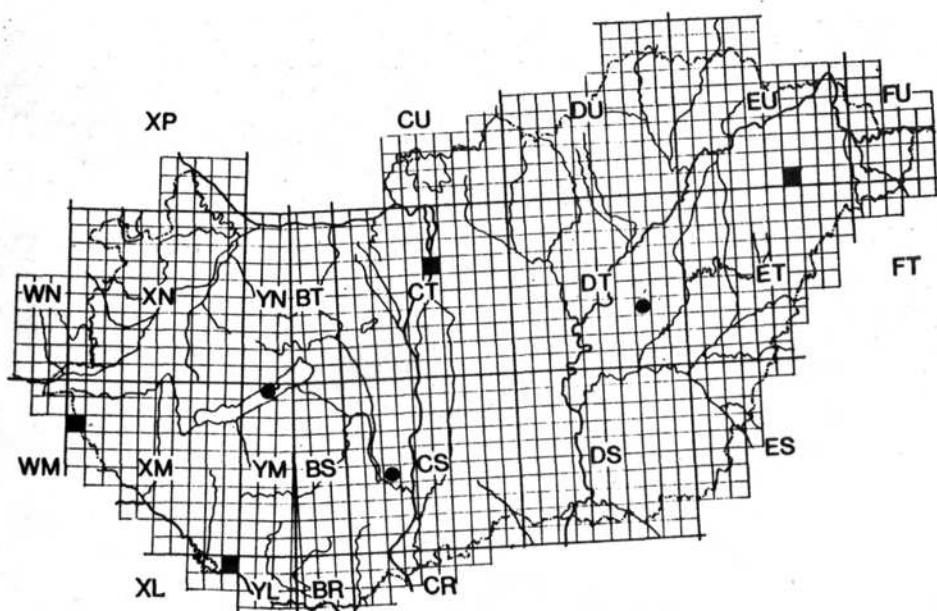 XP
CU
DU
EU
FU
WN
XN
YN
BT
CT
DT
ET
FT
WM
XM
YM
BS
CS
DS
ES
XL
YL
BR
CR